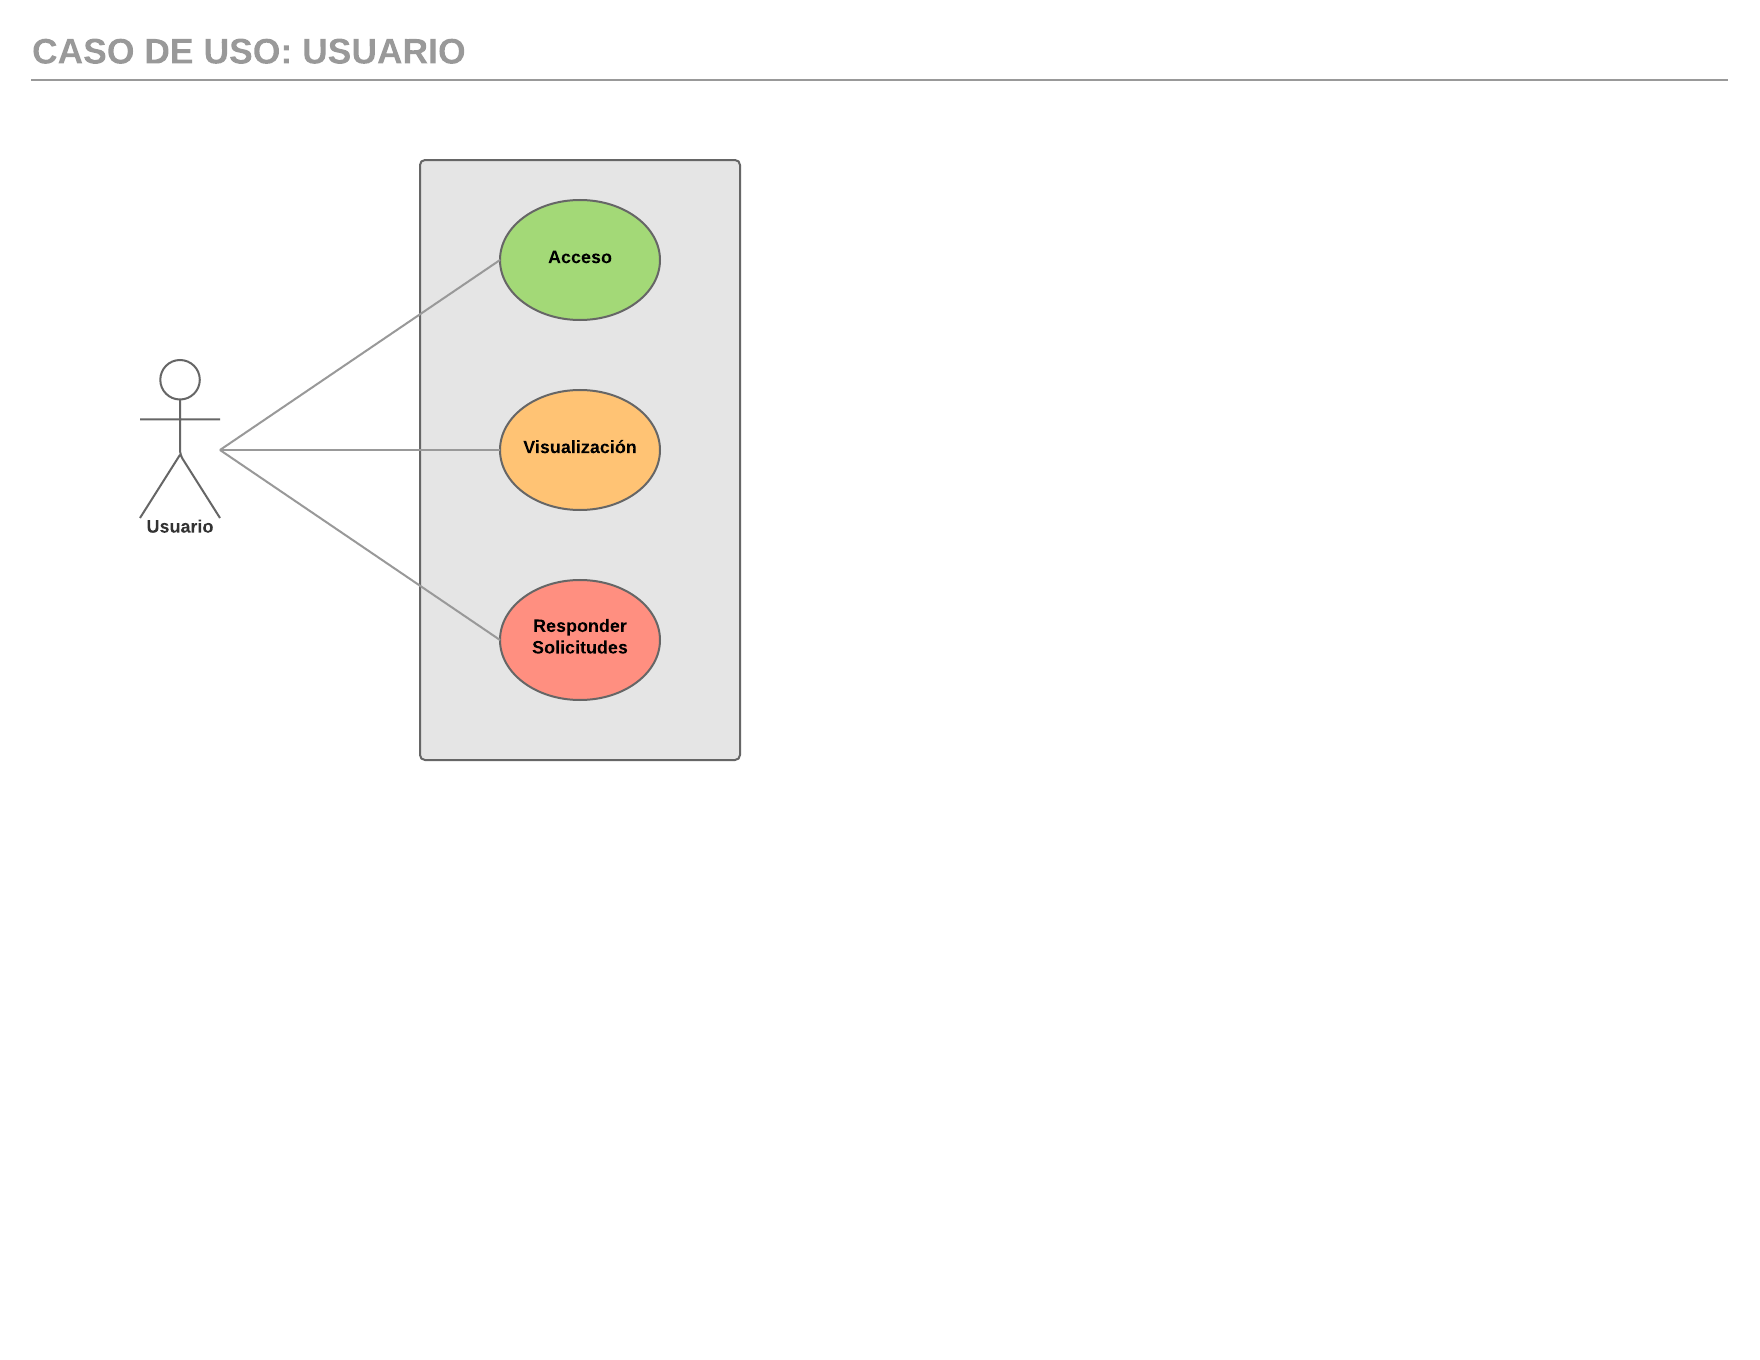 CASO DE USO: USUARIO
Acceso
Visualización
Usuario
Responder
Solicitudes